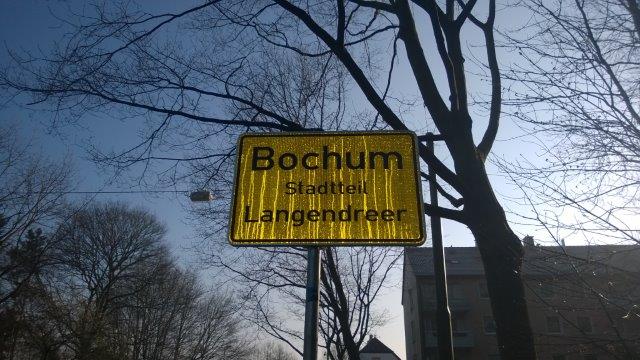 Bochum
Stadtteil
Langendreer